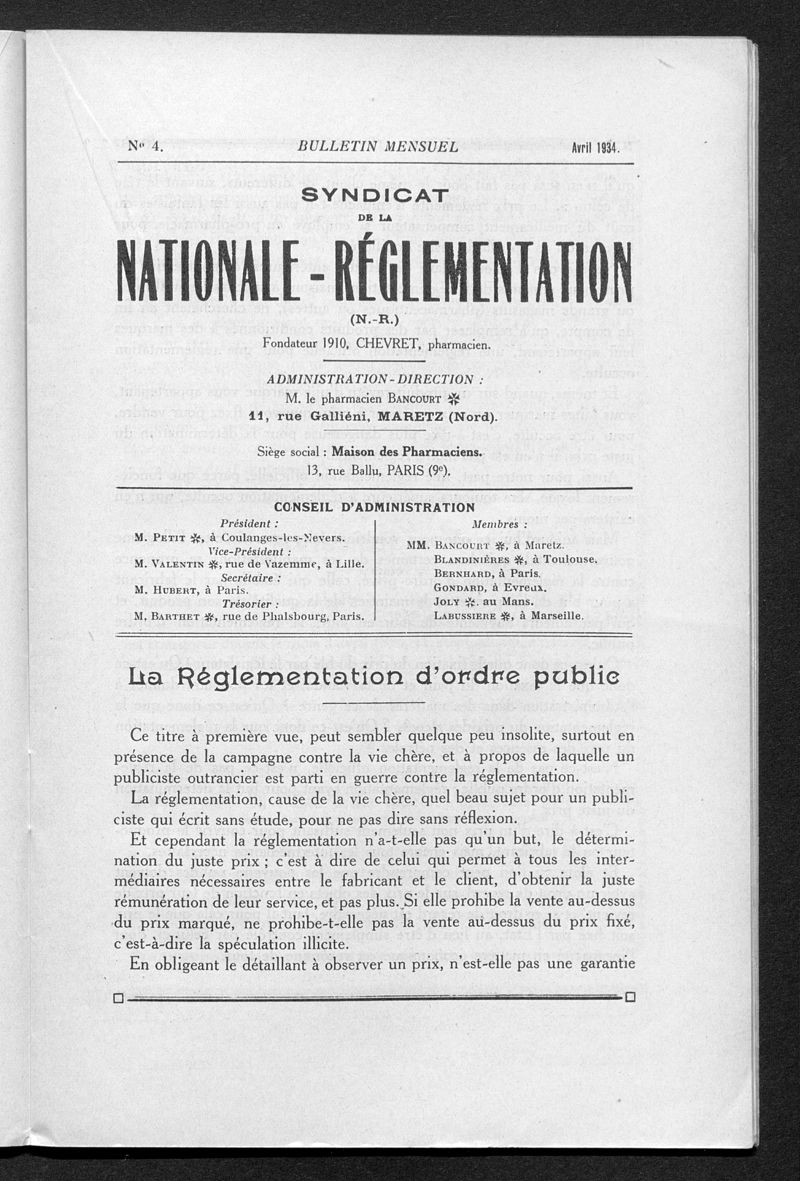 Nº 4. BULLETIN MENSUEL Avril 1934.
SYNDICAT
DE LA
NATIONALE-RÉGLEMENTATION
(N.-R.)
Fondateur 1910, CHEVRET, pharmacien.
ADMINISTRATION-DIRECTION :
M. le pharmacien BANCOURT ✻
11, rue Galliéni, MARETZ (Nord).
Siège social : Maison des Pharmaciens.
13, rue Ballu, PARIS (9e).
CONSEIL D'ADMINISTRATION
Président :
M. PETIT ✻, à Coulanges-les-Nevers.
Vice-Président :
M. VALENTIN ✻, rue de Vazemme, à Lille.
Secrétaire :
M. HUBERT, à Paris.
Trésorier :
M. BARTHET ✻, rue de Phalsbourg, Paris.
Membres :
MM. BANCOURT ✻, à Maretz.
BLANDINIÈRES ✻, à Toulouse.
BERNHARD, à Paris.
GONDARD, à Evreux.
JOLY ✻. au Mans.
LABUSSIERE ✻, à Marseille.
La Réglementation d'ordre public
Ce titre à première vue, peut sembler quelque peu insolite, surtout en
présence de la campagne contre la vie chère, et à propos de laquelle un
publiciste outrancier est parti en guerre contre la réglementation.
La réglementation, cause de la vie chère, quel beau sujet pour un publi-
ciste qui écrit sans étude, pour ne pas dire sans réflexion.
Et cependant la réglementation n'a-t-elle pas qu'un but, le détermi-
nation du juste prix ; c'est à dire de celui qui permet à tous les inter-
médiaires nécessaires entre le fabricant et le client, d'obtenir la juste
rémunération de leur service, et pas plus. Si elle prohibe la vente au-dessus
du prix marqué, ne prohibe-t-elle pas la vente au-dessus du prix fixé,
c'est-à-dire la spéculation illicite.
En obligeant le détaillant à observer un prix, n'est-elle pas une garantie